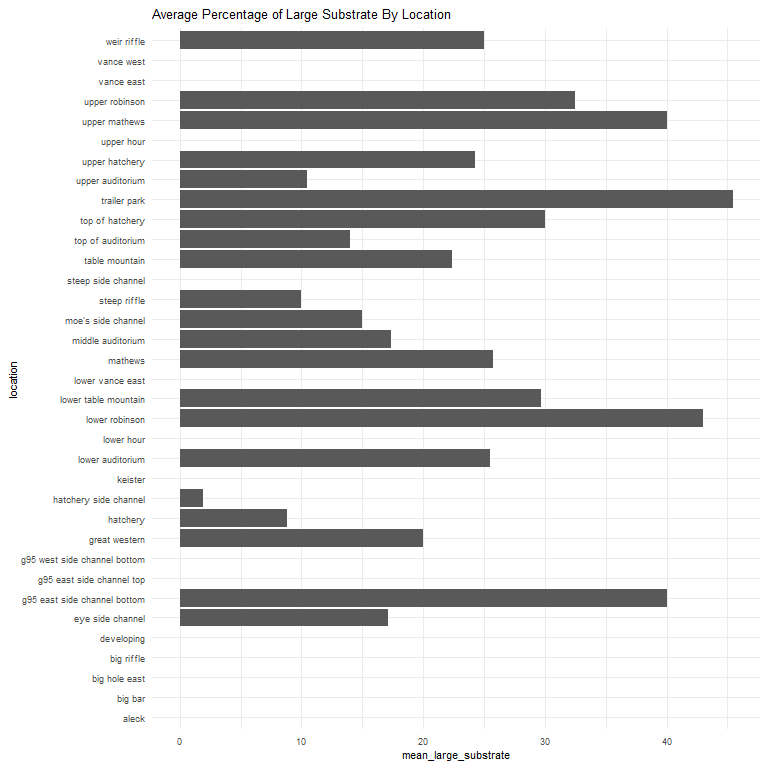 Average Percentage of Large Substrate By Location
weir riffle
vance west
vance east
upper robinson
upper mathews
upper hour
upper hatchery
upper auditorium
trailer park
top of hatchery
top of auditorium
table mountain
steep side channel
steep riffle
moe's side channel
middle auditorium
mathews
lower vance east
lower table mountain
lower robinson
lower hour
lower auditorium
keister
hatchery side channel
hatchery
great western
g95 west side channel bottom
g95 east side channel top
g95 east side channel bottom
eye side channel
developing
big riffle
big hole east
big bar
aleck
location
0 10 20 30 40
mean_large_substrate